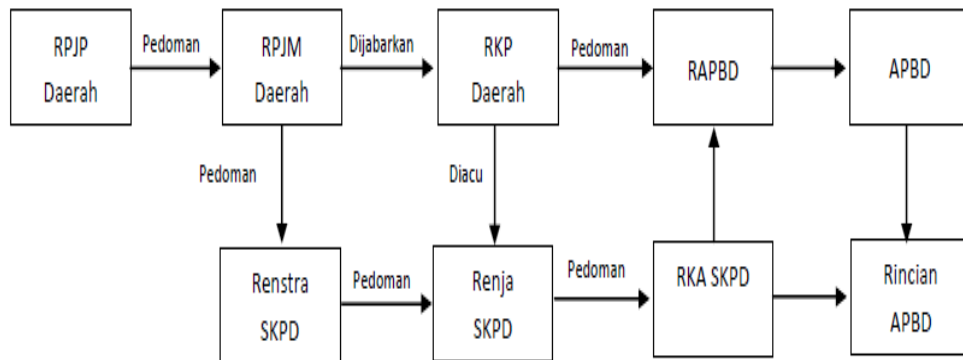 RPJP
Daerah
Pedoman
RPJM
Daerah
Dijabarkan
RKP
Daerah
Pedoman
RAPBD
APBD
Pedoman
Diacu
Renstra
SKPD
Pedoman
Renja
SKPD
Pedoman
RKA SKPD
Rincian
APBD